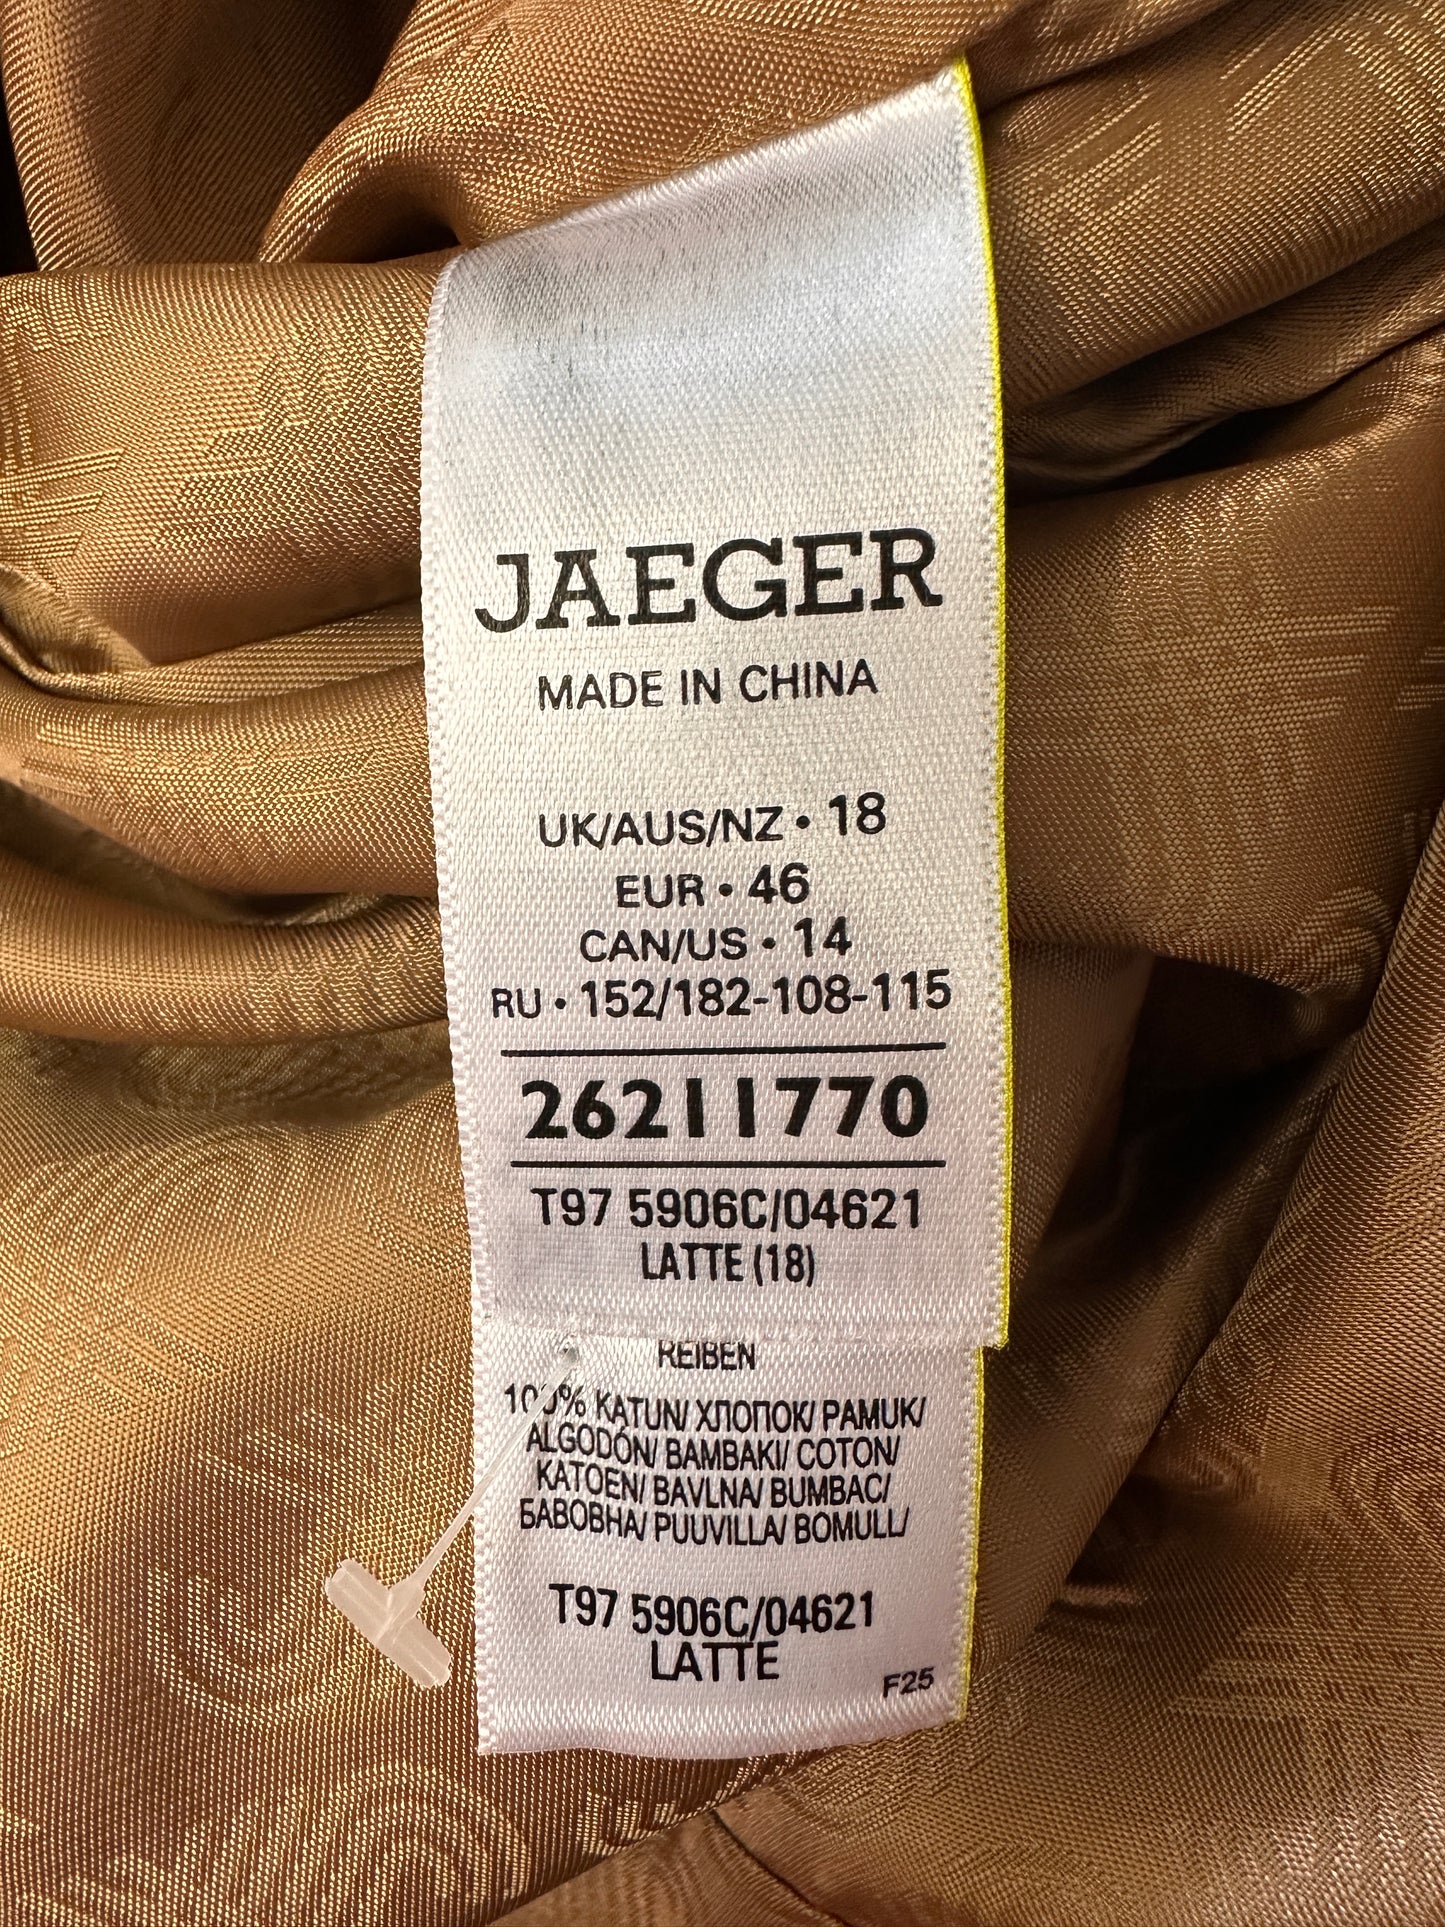 JAEGER
MADE IN CHINA
UK/AUS/NZ • 18
EUR • 46
CAN/US • 14
RU • 152/182-108-115
26211770
T97 5906C/04621
LATTE (18)
REIBEN
100% KATUN/ ХЛОПОК/ PAMUK/
ALGODÓN/ BAMBAKI/ COTON/
KATOEN/ BAVLNA/ BUMBAC/
БАВОВНА/ PUUVILLA/ BOMULL/
T97 5906C/04621
LATTE
F25